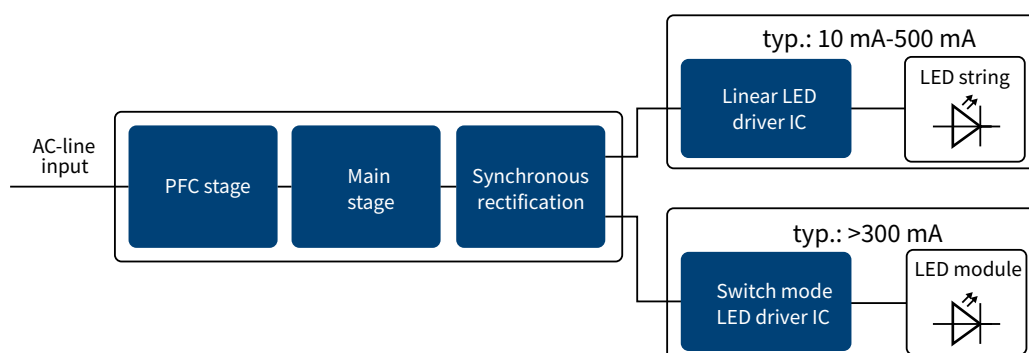 AC-line
input
PFC stage
Main
stage
Synchronous
rectification
typ.: 10 mA-500 mA
Linear LED
driver IC
LED string
typ.: >300 mA
Switch mode
LED driver IC
LED module